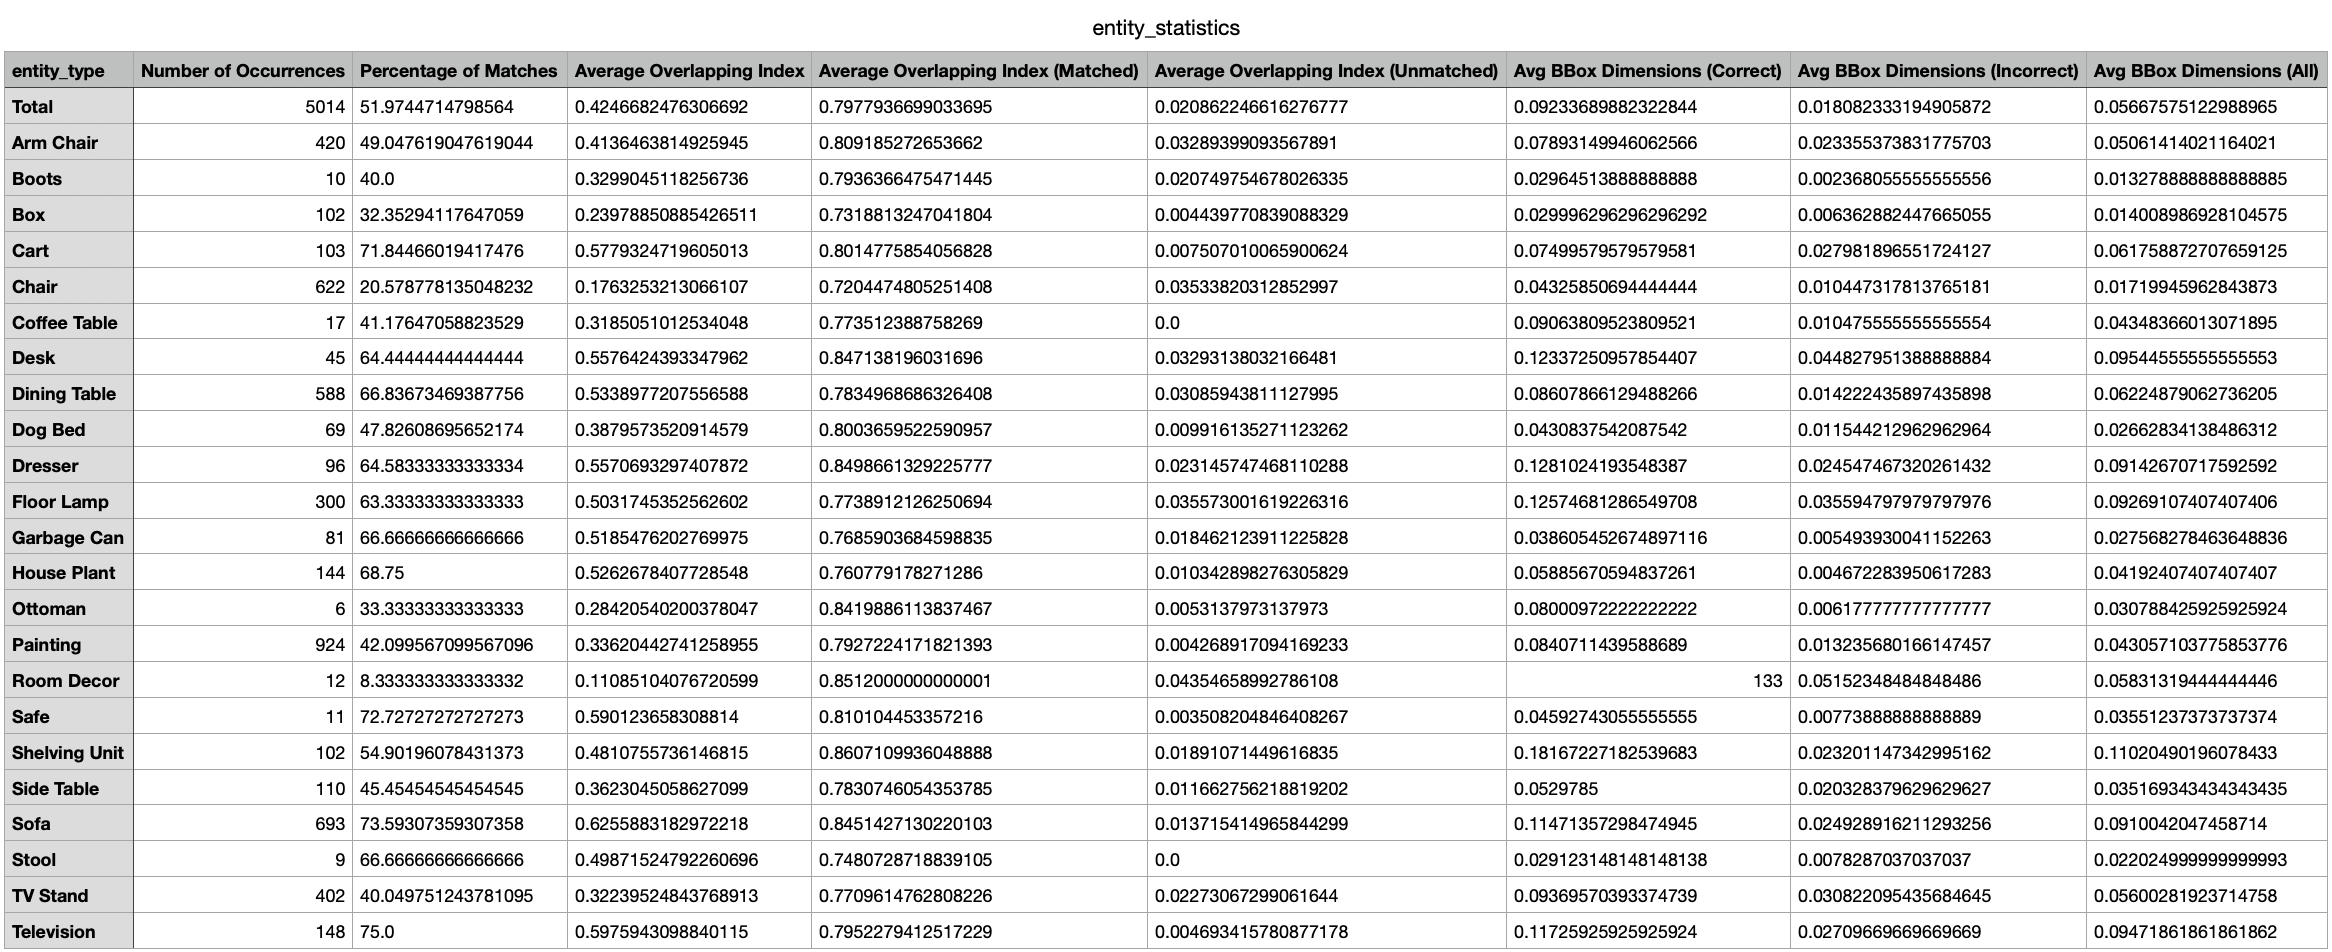 entity_statistics
entity_type Number of Occurrences Percentage of Matches Average Overlapping Index Average Overlapping Index (Matched) Average Overlapping Index (Unmatched) Avg BBox Dimensions (Correct) Avg BBox Dimensions (Incorrect) Avg BBox Dimensions (All)
Total 5014 51.9744714798564 0.4246682476306692 0.7977936699033695 0.020862246616276777 0.09233689882322844 0.018082333194905872 0.05667575122988965
Arm Chair 420 49.047619047619044 0.4136463814925945 0.809185272653662 0.03289399093567891 0.07893149946062566 0.023355373831775703 0.05061414021164021
Boots 10 40.0 0.3299045118256736 0.7936366475471445 0.020749754678026335 0.02964513888888888 0.002368055555555556 0.013278888888888885
Box 102 32.35294117647059 0.23978850885426511 0.7318813247041804 0.004439770839088329 0.029996296296296292 0.006362882447665055 0.014008986928104575
Cart 103 71.84466019417476 0.5779324719605013 0.8014775854056828 0.007507010065900624 0.07499579579579581 0.027981896551724127 0.061758872707659125
Chair 622 20.578778135048232 0.1763253213066107 0.7204474805251408 0.03533820312852997 0.04325850694444444 0.010447317813765181 0.01719945962843873
Coffee Table 17 41.17647058823529 0.3185051012534048 0.773512388758269 0.0 0.09063809523809521 0.010475555555555554 0.04348366013071895
Desk 45 64.44444444444444 0.5576424393347962 0.847138196031696 0.03293138032166481 0.12337250957854407 0.044827951388888884 0.09544555555555553
Dining Table 588 66.83673469387756 0.5338977207556588 0.7834968686326408 0.03085943811127995 0.08607866129488266 0.014222435897435898 0.06224879062736205
Dog Bed 69 47.82608695652174 0.3879573520914579 0.8003659522590957 0.009916135271123262 0.0430837542087542 0.011544212962962964 0.02662834138486312
Dresser 96 64.58333333333334 0.5570693297407872 0.8498661329225777 0.023145747468110288 0.1281024193548387 0.024547467320261432 0.09142670717592592
Floor Lamp 300 63.33333333333333 0.5031745352562602 0.7738912126250694 0.035573001619226316 0.12574681286549708 0.035594797979797976 0.09269107407407406
Garbage Can 81 66.66666666666666 0.5185476202769975 0.7685903684598835 0.018462123911225828 0.038605452674897116 0.005493930041152263 0.027568278463648836
House Plant 144 68.75 0.5262678407728548 0.760779178271286 0.010342898276305829 0.05885670594837261 0.004672283950617283 0.04192407407407407
Ottoman 6 33.33333333333333 0.28420540200378047 0.8419886113837467 0.0053137973137973 0.08000972222222222 0.006177777777777777 0.030788425925925924
Painting 924 42.099567099567096 0.33620442741258955 0.7927224171821393 0.004268917094169233 0.0840711439588689 0.013235680166147457 0.043057103775853776
Room Decor 12 8.333333333333332 0.11085104076720599 0.8512000000000001 0.04354658992786108 133 0.05152348484848486 0.05831319444444446
Safe 11 72.72727272727273 0.590123658308814 0.810104453357216 0.003508204846408267 0.04592743055555555 0.00773888888888889 0.03551237373737374
Shelving Unit 102 54.90196078431373 0.4810755736146815 0.8607109936048888 0.01891071449616835 0.18167227182539683 0.023201147342995162 0.11020490196078433
Side Table 110 45.45454545454545 0.3623045058627099 0.7830746054353785 0.011662756218819202 0.0529785 0.020328379629629627 0.035169343434343435
Sofa 693 73.59307359307358 0.6255883182972218 0.8451427130220103 0.013715414965844299 0.11471357298474945 0.024928916211293256 0.0910042047458714
Stool 9 66.66666666666666 0.49871524792260696 0.7480728718839105 0.0 0.029123148148148138 0.0078287037037037 0.022024999999999993
TV Stand 402 40.049751243781095 0.32239524843768913 0.7709614762808226 0.02273067299061644 0.09369570393374739 0.030822095435684645 0.05600281923714758
Television 148 75.0 0.5975943098840115 0.7952279412517229 0.004693415780877178 0.11725925925925924 0.02709669669669669 0.09471861861861862